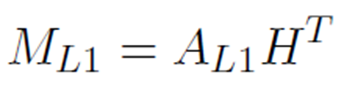 M_{L1} = A_{L1}H^T